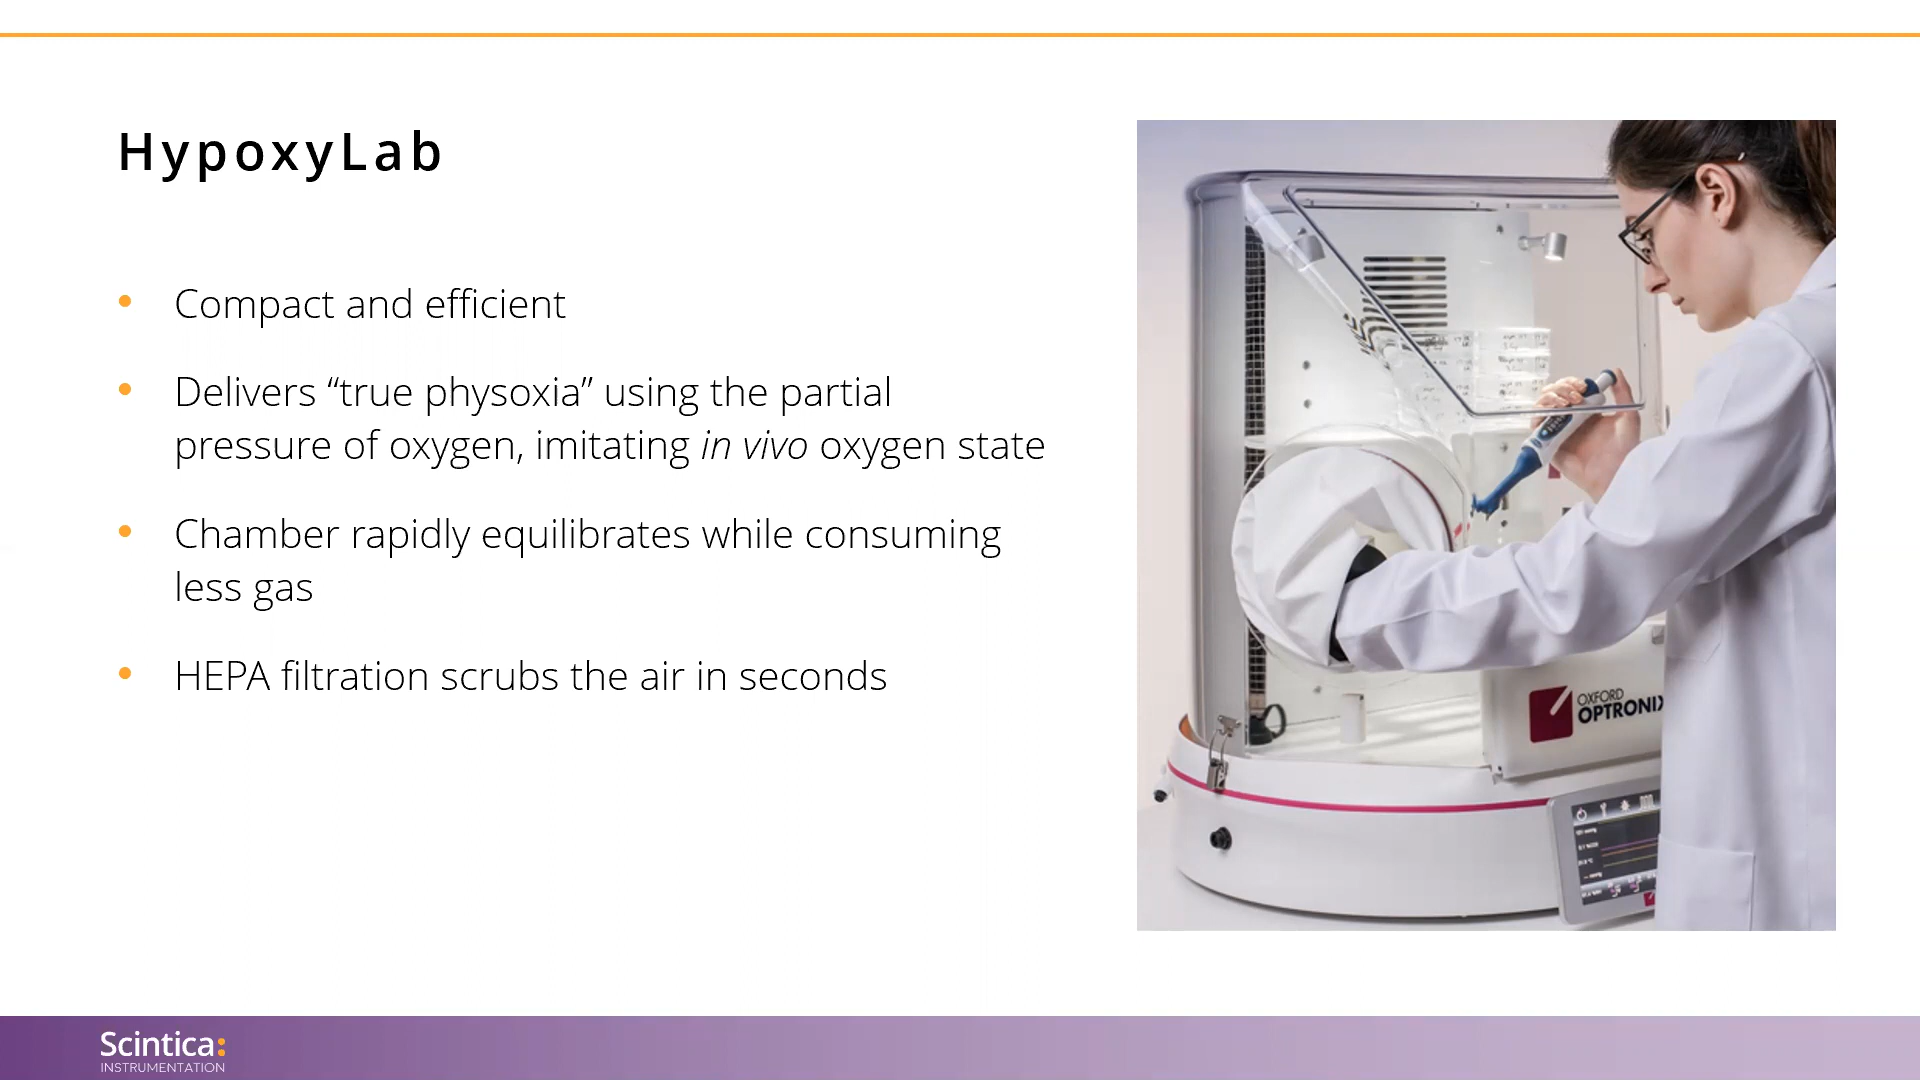 HypoxyLab
• Compact and efficient
• Delivers “true physoxia” using the partial
pressure of oxygen, imitating in vivo oxygen state
• Chamber rapidly equilibrates while consuming
less gas
• HEPA filtration scrubs the air in seconds
OXFORD
OPTRONIX
Scintica:
INSTRUMENTATION